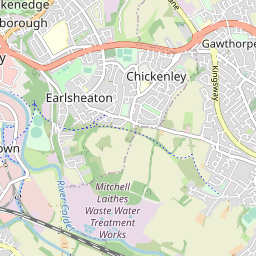 kenedge
borough
Gawthorpe
Chickenley
Kingsway
y
Earlsheaton
own
River Calder
Mitchell
Laithes
Waste Water
Treatment
Works